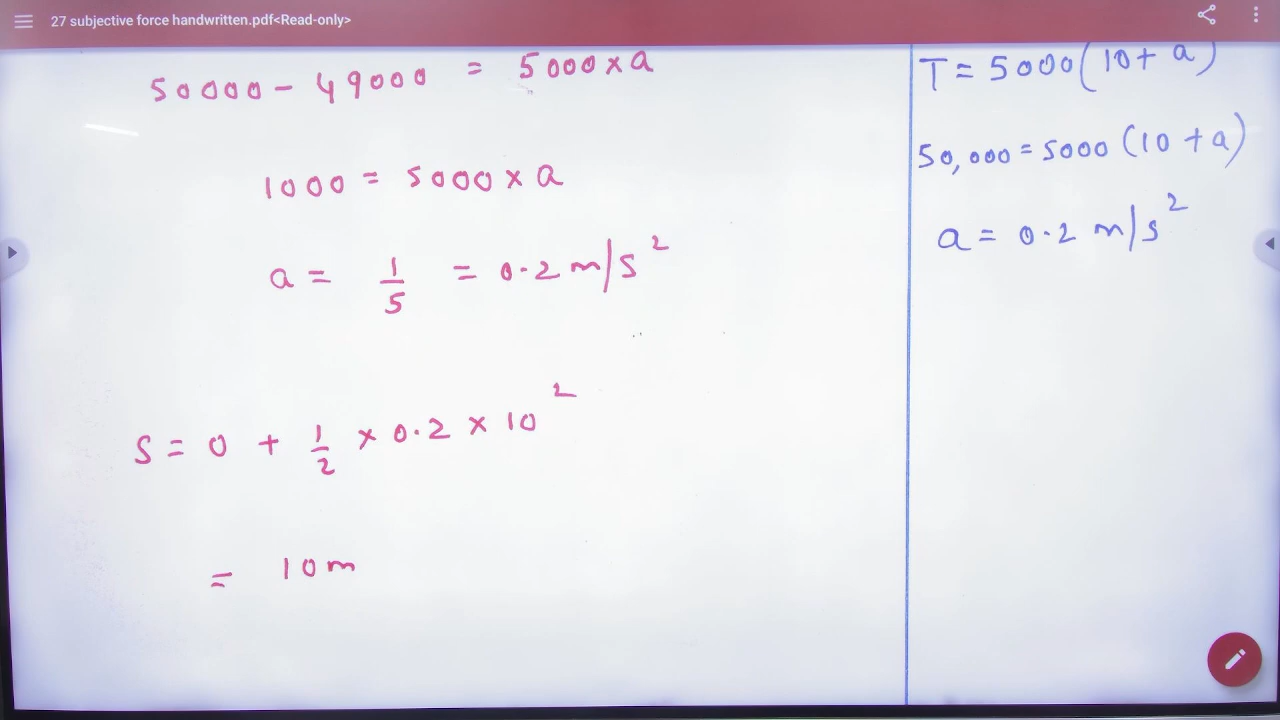 27 subjective force handwritten.pdf<Read-only>
50000 - 49000 = 5000 x a
1000 = 5000 x a
a = 1/5 = 0.2 m/s²
S = 0 + 1/2 x 0.2 x 10²
= 10m
T = 5000(10 + a)
50,000 = 5000 (10 + a)
a = 0.2 m/s²